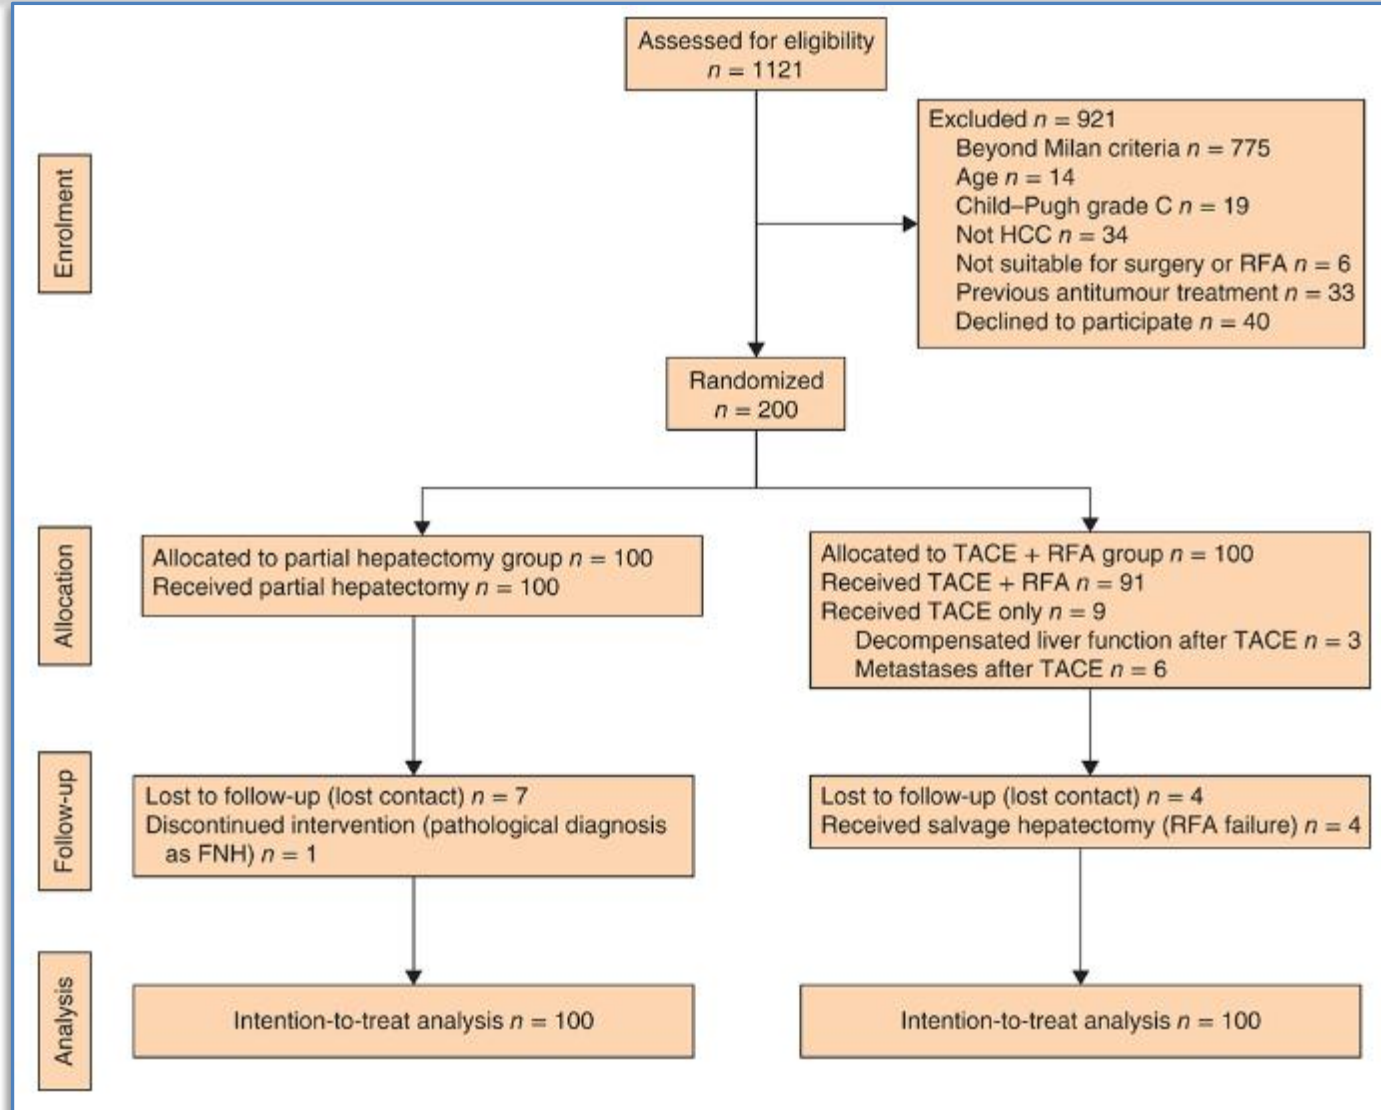 Assessed for eligibility
n = 1121
Excluded n = 921
Beyond Milan criteria n = 775
Age n = 14
Child–Pugh grade C n = 19
Not HCC n = 34
Not suitable for surgery or RFA n = 6
Previous antitumour treatment n = 33
Declined to participate n = 40
Enrolment
Randomized
n = 200
Allocation
Allocated to partial hepatectomy group n = 100
Received partial hepatectomy n = 100
Allocated to TACE + RFA group n = 100
Received TACE + RFA n = 91
Received TACE only n = 9
Decompensated liver function after TACE n = 3
Metastases after TACE n = 6
Follow-up
Lost to follow-up (lost contact) n = 7
Discontinued intervention (pathological diagnosis
as FNH) n = 1
Lost to follow-up (lost contact) n = 4
Received salvage hepatectomy (RFA failure) n = 4
Analysis
Intention-to-treat analysis n = 100
Intention-to-treat analysis n = 100